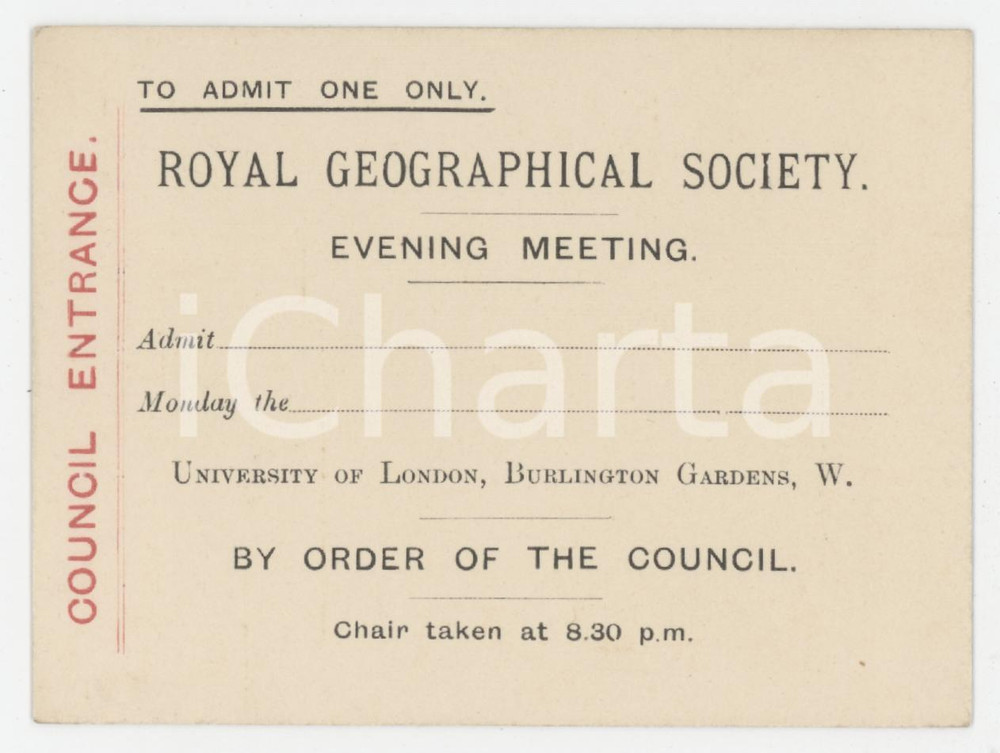 TO ADMIT ONE ONLY.
ROYAL GEOGRAPHICAL SOCIETY.
EVENING MEETING.
Admit
Monday the
UNIVERSITY OF LONDON, BURLINGTON GARDENS, W.
BY ORDER OF THE COUNCIL.
Chair taken at 8.30 p.m.
COUNCIL ENTRANCE.
iCharta